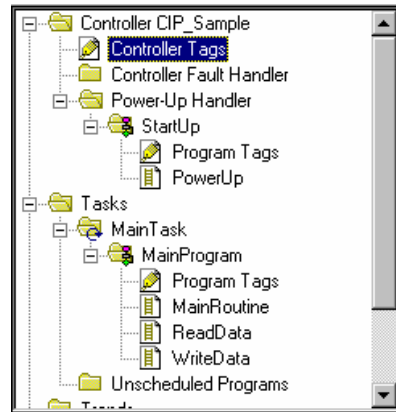 Controller CIP_Sample
Controller Tags
Controller Fault Handler
Power-Up Handler
StartUp
Program Tags
PowerUp
Tasks
MainTask
MainProgram
Program Tags
MainRoutine
ReadData
WriteData
Unscheduled Programs